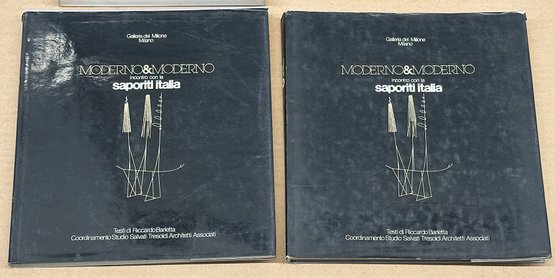 Galleria del Milione
Milano
MODERNO&MODERNO
incontro con la
saporiti italia
Testi di Riccardo Barletta
Coordinamento Studio Salvati Tresoldi Architetti Associati
Galleria del Milione
Milano
MODERNO&MODERNO
incontro con la
saporiti italia
Testi di Riccardo Barletta
Coordinamento Studio Salvati Tresoldi Architetti Associati